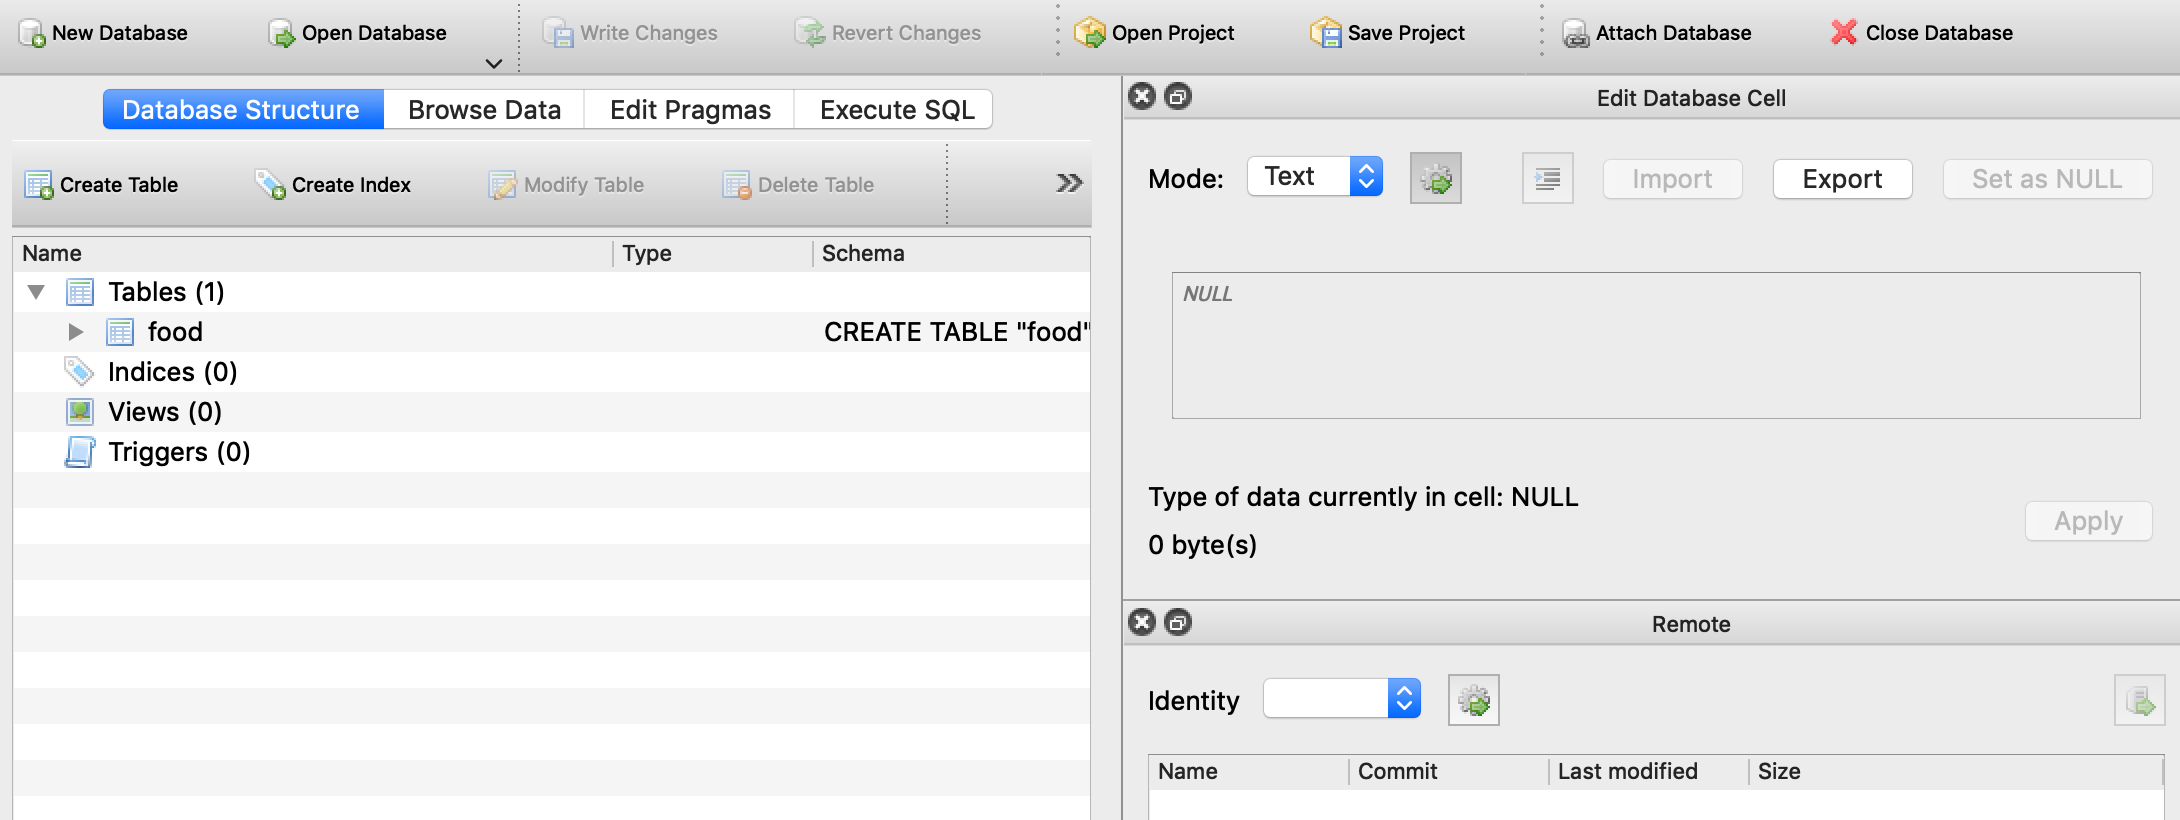 New Database Open Database Write Changes Revert Changes Open Project Save Project Attach Database Close Database
Database Structure Browse Data Edit Pragmas Execute SQL
Create Table Create Index Modify Table Delete Table
Name Type Schema
Tables (1)
food CREATE TABLE "food"
Indices (0)
Views (0)
Triggers (0)
Edit Database Cell
Mode: Text Import Export Set as NULL
NULL
Type of data currently in cell: NULL
0 byte(s)
Apply
Remote
Identity
Name Commit Last modified Size